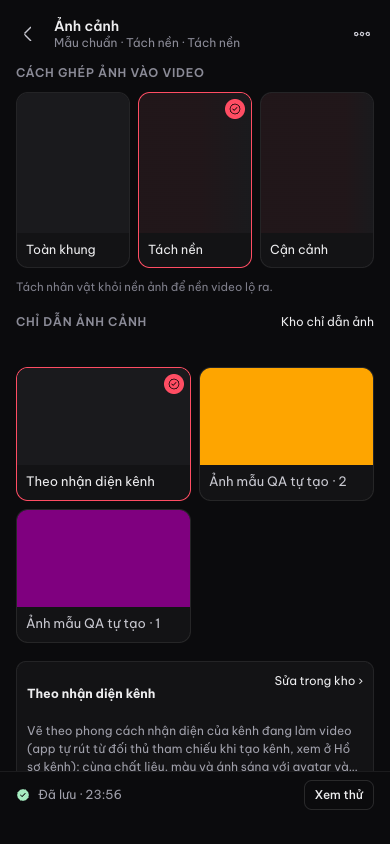 Ảnh cảnh
Mẫu chuẩn · Tách nền · Tách nền
CÁCH GHÉP ẢNH VÀO VIDEO
Toàn khung
Tách nền
Cận cảnh
Tách nhân vật khỏi nền ảnh để nền video lộ ra.
CHỈ DẪN ẢNH CẢNH
Kho chỉ dẫn ảnh
Theo nhận diện kênh
Ảnh mẫu QA tự tạo · 2
Ảnh mẫu QA tự tạo · 1
Sửa trong kho ›
Theo nhận diện kênh
Vẽ theo phong cách nhận diện của kênh đang làm video
(app tự rút từ đối thủ tham chiếu khi tạo kênh, xem ở Hồ
sơ kênh): cùng chất liệu, màu và ánh sáng với avatar và...
Đã lưu · 23:56
Xem thử